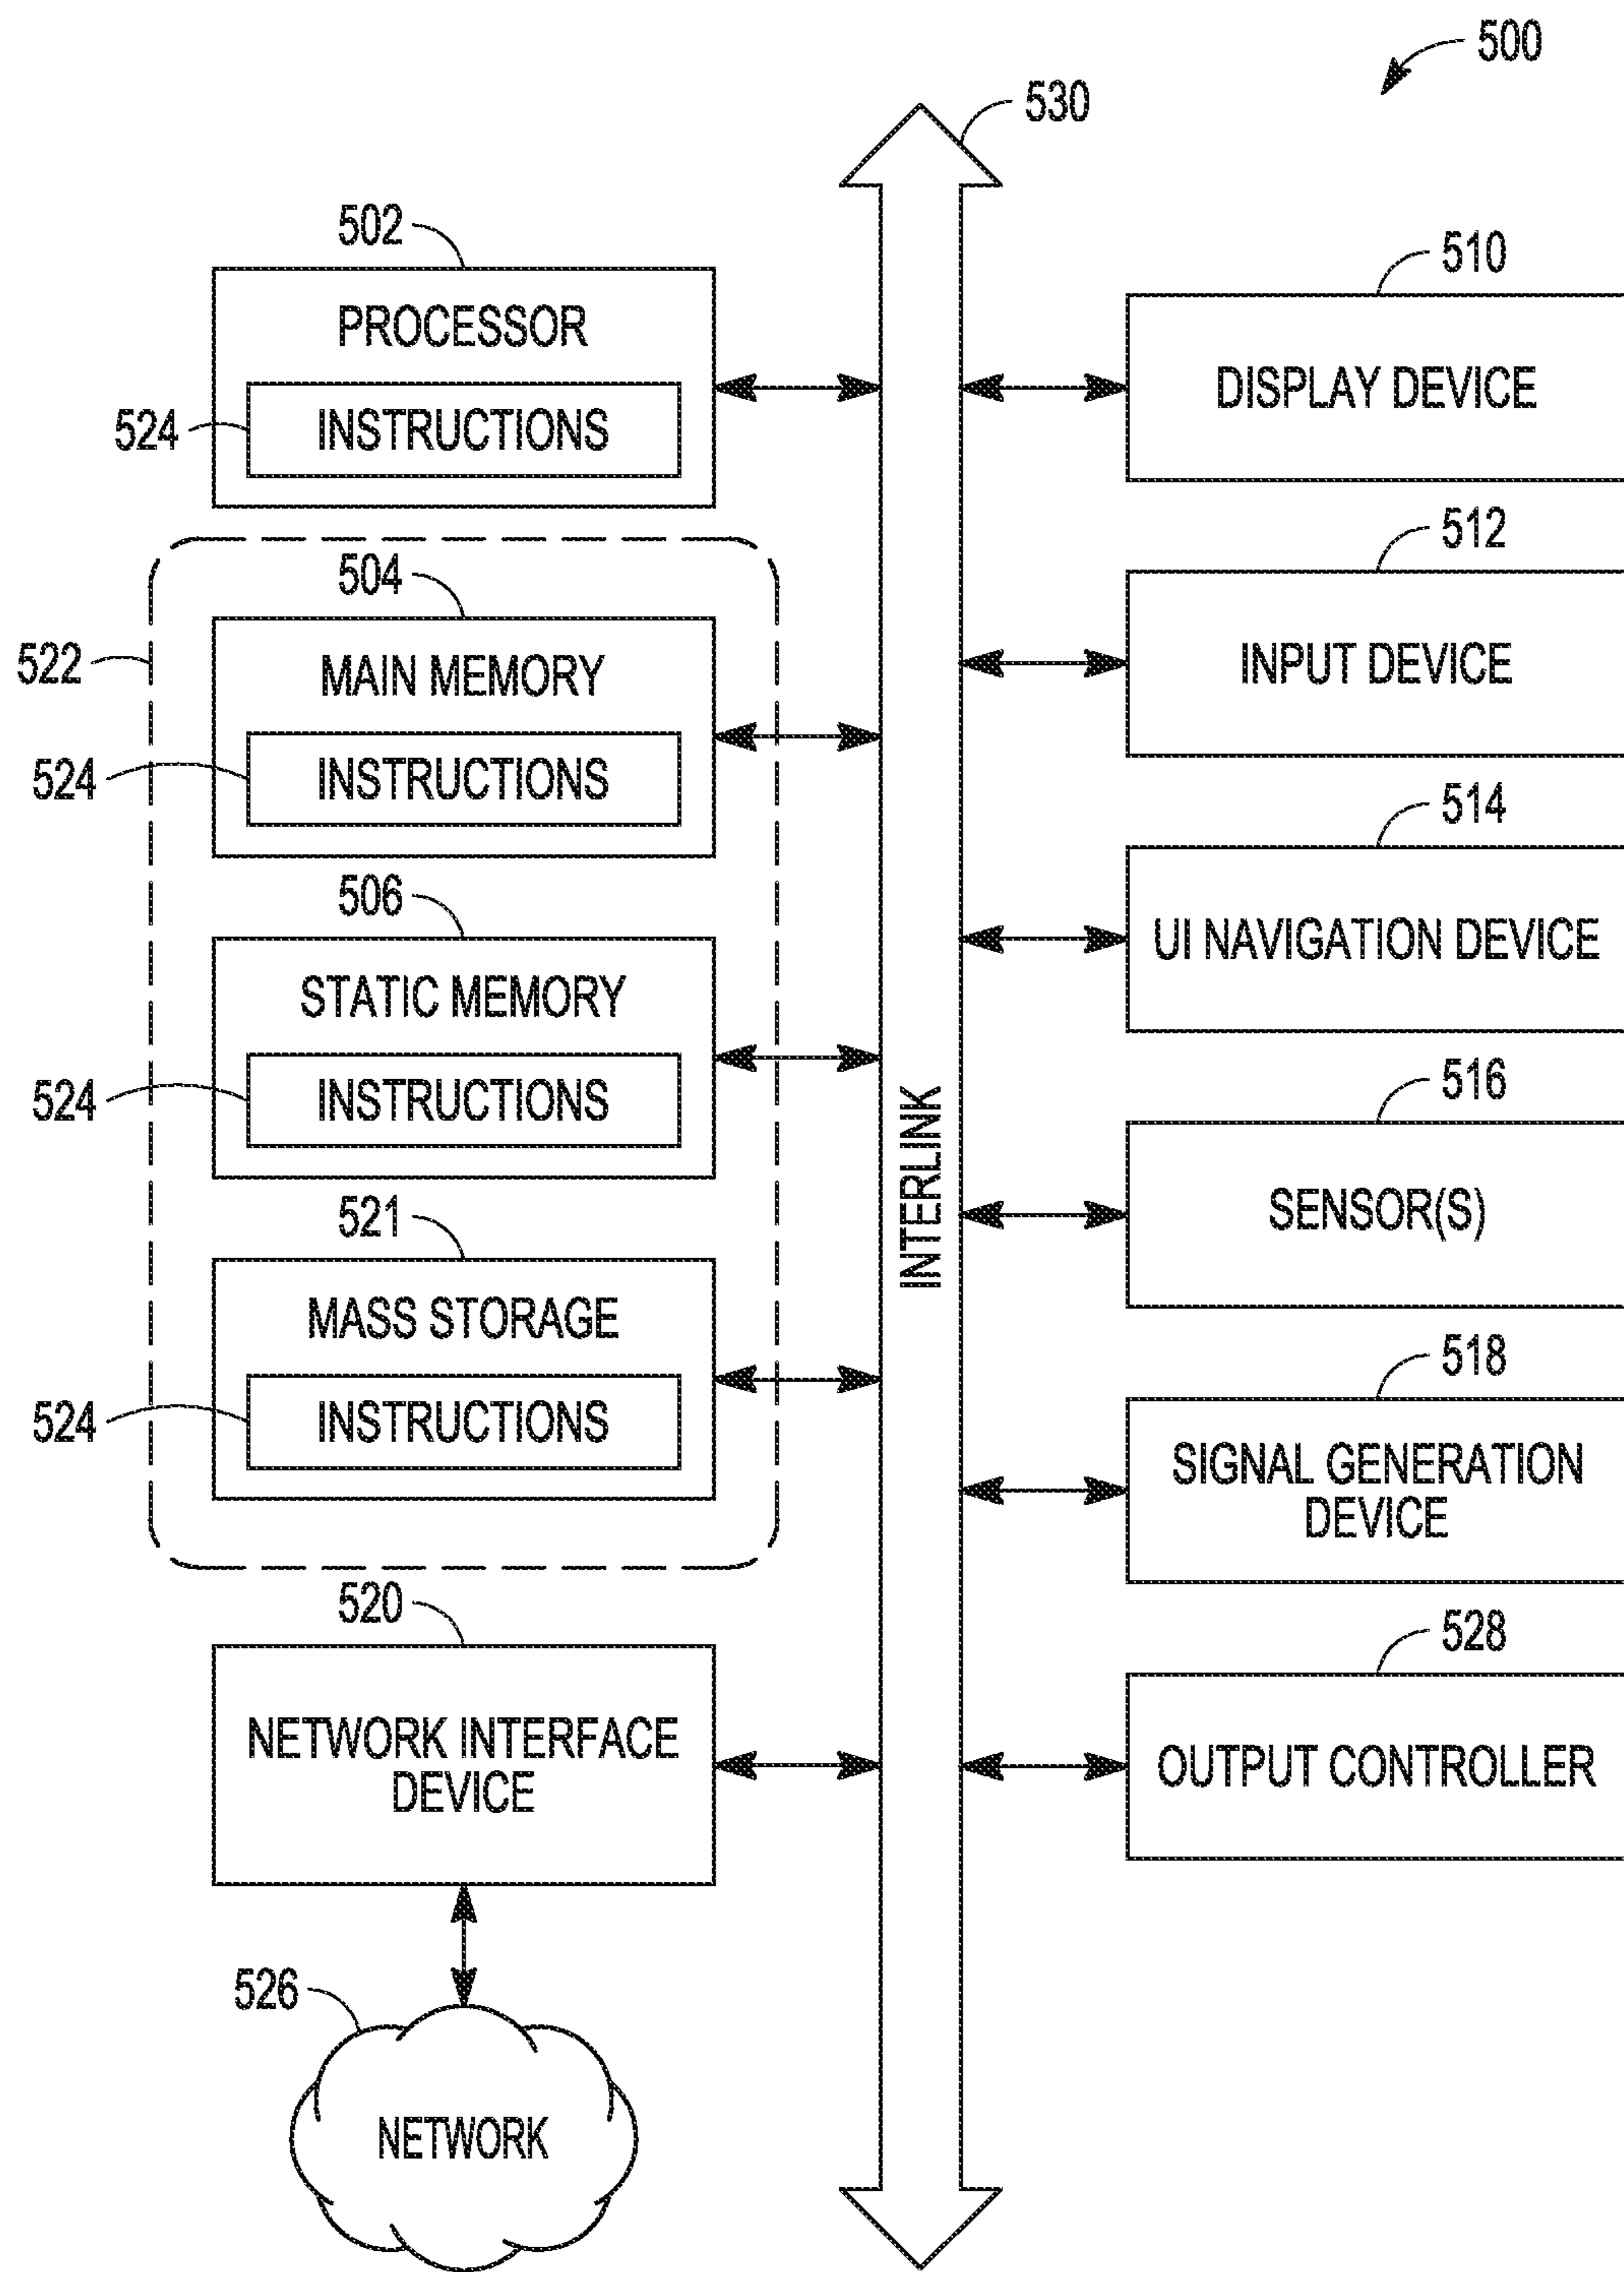 500
530
502
PROCESSOR
524
INSTRUCTIONS
522
504
MAIN MEMORY
524
INSTRUCTIONS
506
STATIC MEMORY
524
INSTRUCTIONS
521
MASS STORAGE
524
INSTRUCTIONS
520
NETWORK INTERFACE
DEVICE
526
NETWORK
INTERLINK
510
DISPLAY DEVICE
512
INPUT DEVICE
514
UI NAVIGATION DEVICE
516
SENSOR(S)
518
SIGNAL GENERATION
DEVICE
528
OUTPUT CONTROLLER